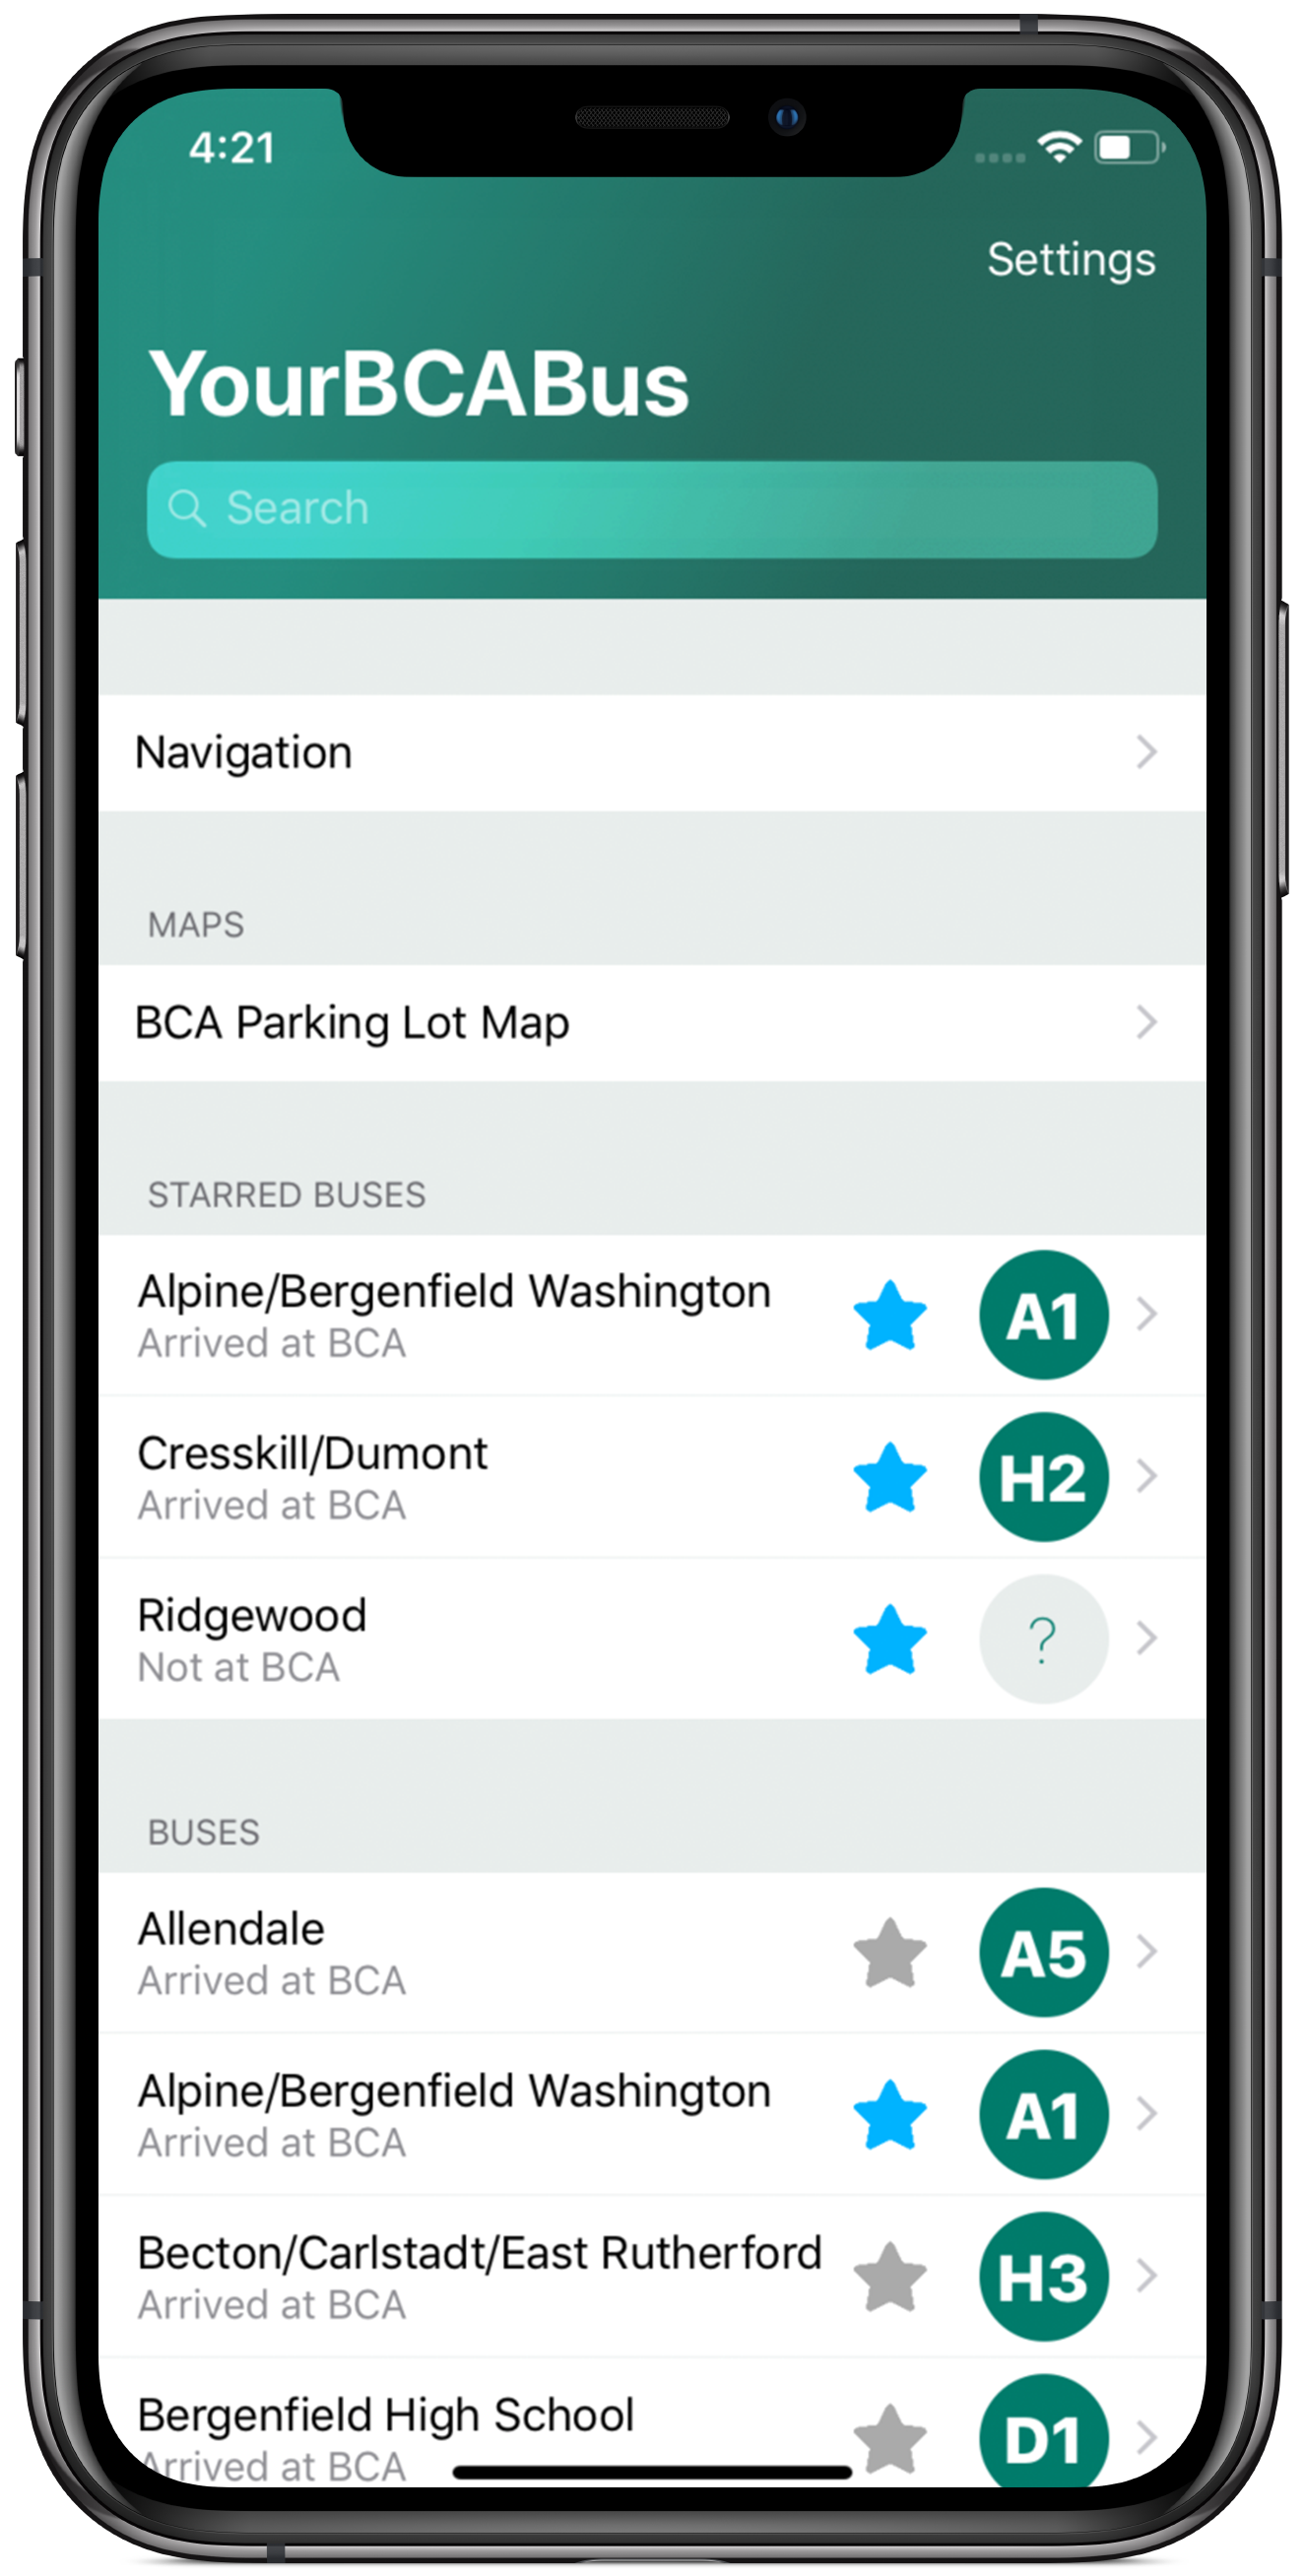 4:21
Settings
YourBCABus
Search
Navigation
MAPS
BCA Parking Lot Map
STARRED BUSES
Alpine/Bergenfield Washington
Arrived at BCA
A1
Cresskill/Dumont
Arrived at BCA
H2
Ridgewood
Not at BCA
?
BUSES
Allendale
Arrived at BCA
A5
Alpine/Bergenfield Washington
Arrived at BCA
A1
Becton/Carlstadt/East Rutherford
Arrived at BCA
H3
Bergenfield High School
Arrived at BCA
D1